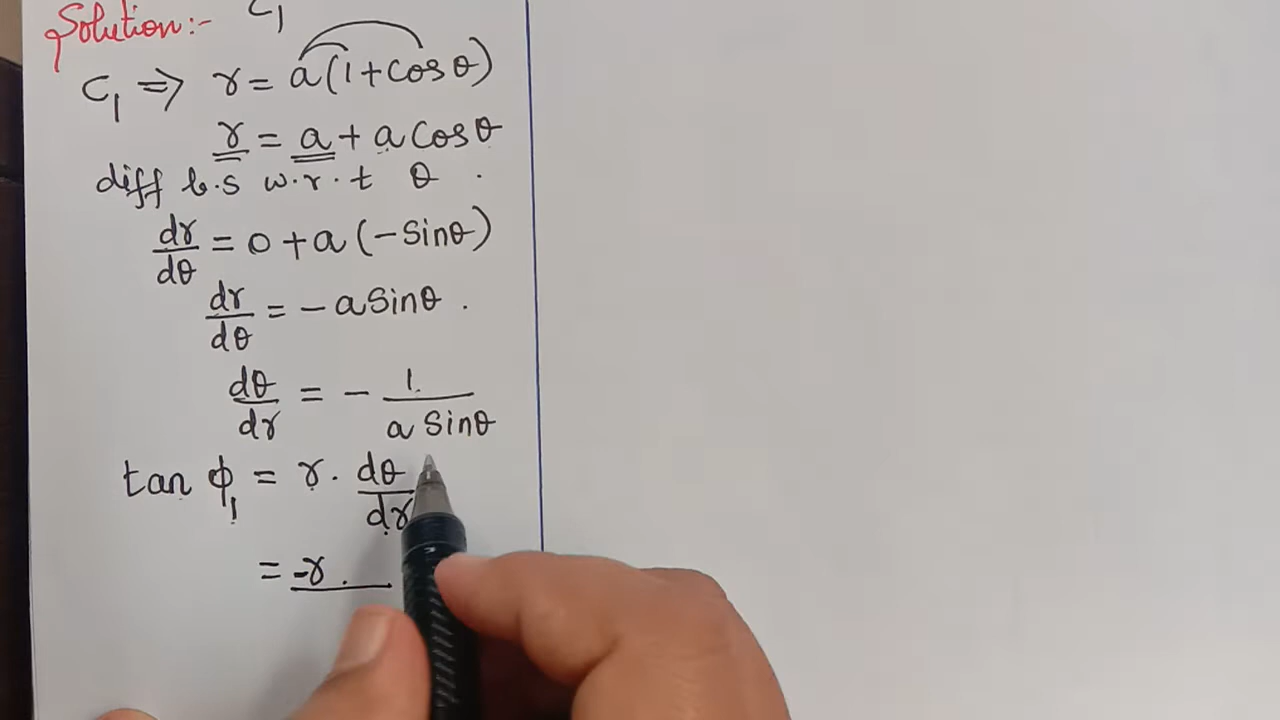 Solution:- C₁
C₁ ⇒ r = a(1+cosθ)
r = a + a cosθ
diff b.s w.r.t θ .
dr/dθ = 0 + a (-sinθ)
dr/dθ = - a sinθ .
dθ/dr = - 1/(a sinθ)
tan ϕ₁ = r . dθ/dr
= -r .